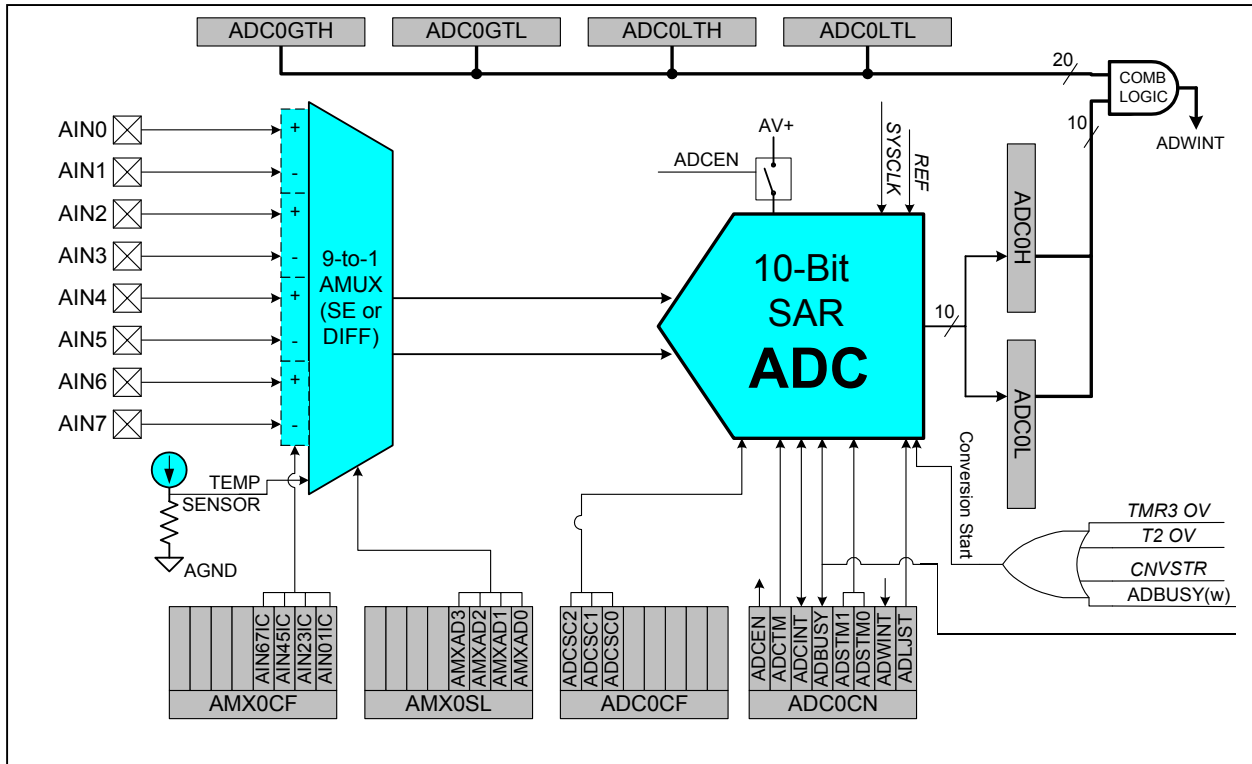 ADC0GTH
ADC0GTL
ADC0LTH
ADC0LTL
20
COMB
LOGIC
10
ADWINT
AIN0
AIN1
AIN2
AIN3
AIN4
AIN5
AIN6
AIN7
+
-
+
-
+
-
+
-
9-to-1
AMUX
(SE or
DIFF)
TEMP
SENSOR
AGND
AV+
ADCEN
SYSCLK
REF
10-Bit
SAR
ADC
10
ADC0H
ADC0L
Conversion Start
TMR3 OV
T2 OV
CNVSTR
ADBUSY(w)
AIN67IC
AIN45IC
AIN23IC
AIN01IC
AMX0CF
AMXAD3
AMXAD2
AMXAD1
AMXAD0
AMX0SL
ADCSC2
ADCSC1
ADCSC0
ADC0CF
ADCEN
ADCTM
ADCINT
ADBUSY
ADSTM1
ADSTM0
ADWINT
ADLJST
ADC0CN